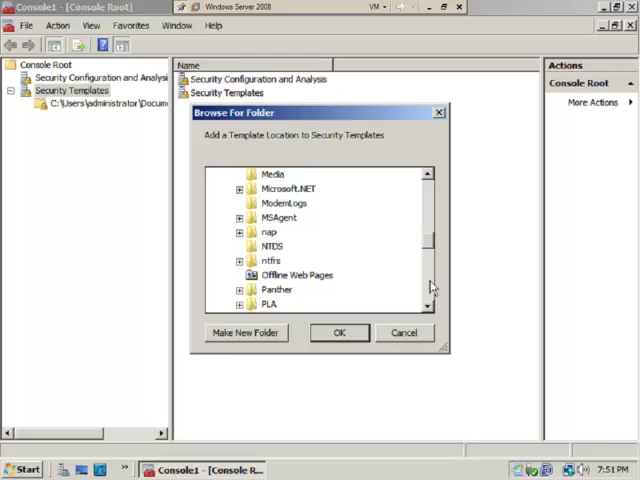 Console1 - [Console Root]
Windows Server 2008
VM
File Action View Favorites Window Help
Console Root
Security Configuration and Analysi
Security Templates
C:\Users\administrator\Docum
Name
Security Configuration and Analysis
Security Templates
Actions
Console Root
More Actions
Browse For Folder
Add a Template Location to Security Templates
Media
Microsoft.NET
ModemLogs
MSAgent
nap
NTDS
ntfrs
Offline Web Pages
Panther
PLA
Make New Folder OK Cancel
Start
Console1 - [Console R...
7:51 PM